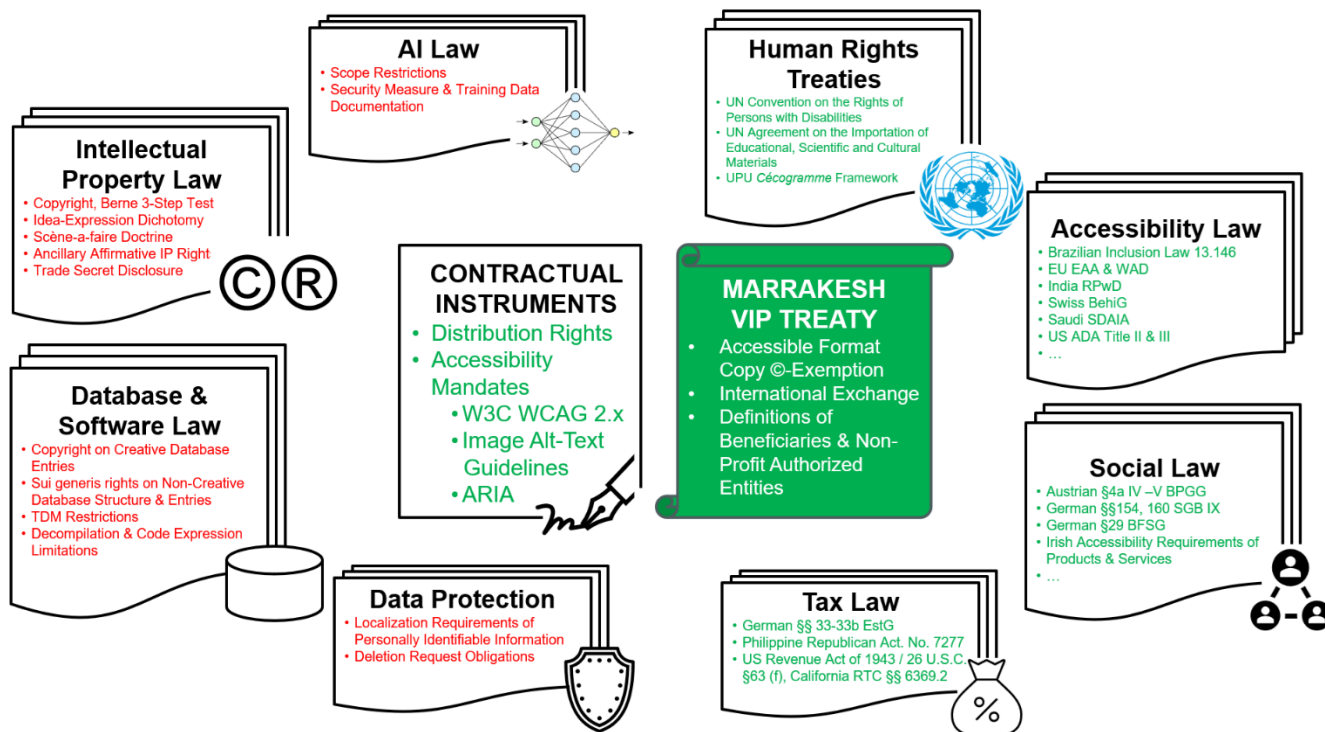 AI Law
• Scope Restrictions
• Security Measure & Training Data
Documentation
Human Rights
Treaties
• UN Convention on the Rights of
Persons with Disabilities
• UN Agreement on the Importation of
Educational, Scientific and Cultural
Materials
• UPU Cécogramme Framework
Intellectual
Property Law
• Copyright, Berne 3-Step Test
• Idea-Expression Dichotomy
• Scène-a-faire Doctrine
• Ancillary Affirmative IP Right
• Trade Secret Disclosure
© ®
Accessibility Law
• Brazilian Inclusion Law 13.146
• EU EAA & WAD
• India RPwD
• Swiss BehiG
• Saudi SDAIA
• US ADA Title II & III
• …
CONTRACTUAL
INSTRUMENTS
• Distribution Rights
• Accessibility
Mandates
• W3C WCAG 2.x
• Image Alt-Text
Guidelines
• ARIA
MARRAKESH
VIP TREATY
• Accessible Format
Copy ©-Exemption
• International Exchange
• Definitions of
Beneficiaries & Non-
Profit Authorized
Entities
Database &
Software Law
• Copyright on Creative Database
Entries
• Sui generis rights on Non-Creative
Database Structure & Entries
• TDM Restrictions
• Decompilation & Code Expression
Limitations
Social Law
• Austrian §4a IV –V BPGG
• German §§154, 160 SGB IX
• German §29 BFSG
• Irish Accessibility Requirements of
Products & Services
• …
Data Protection
• Localization Requirements of
Personally Identifiable Information
• Deletion Request Obligations
Tax Law
• German §§ 33-33b EstG
• Philippine Republican Act. No. 7277
• US Revenue Act of 1943 / 26 U.S.C.
§63 (f), California RTC §§ 6369.2
%